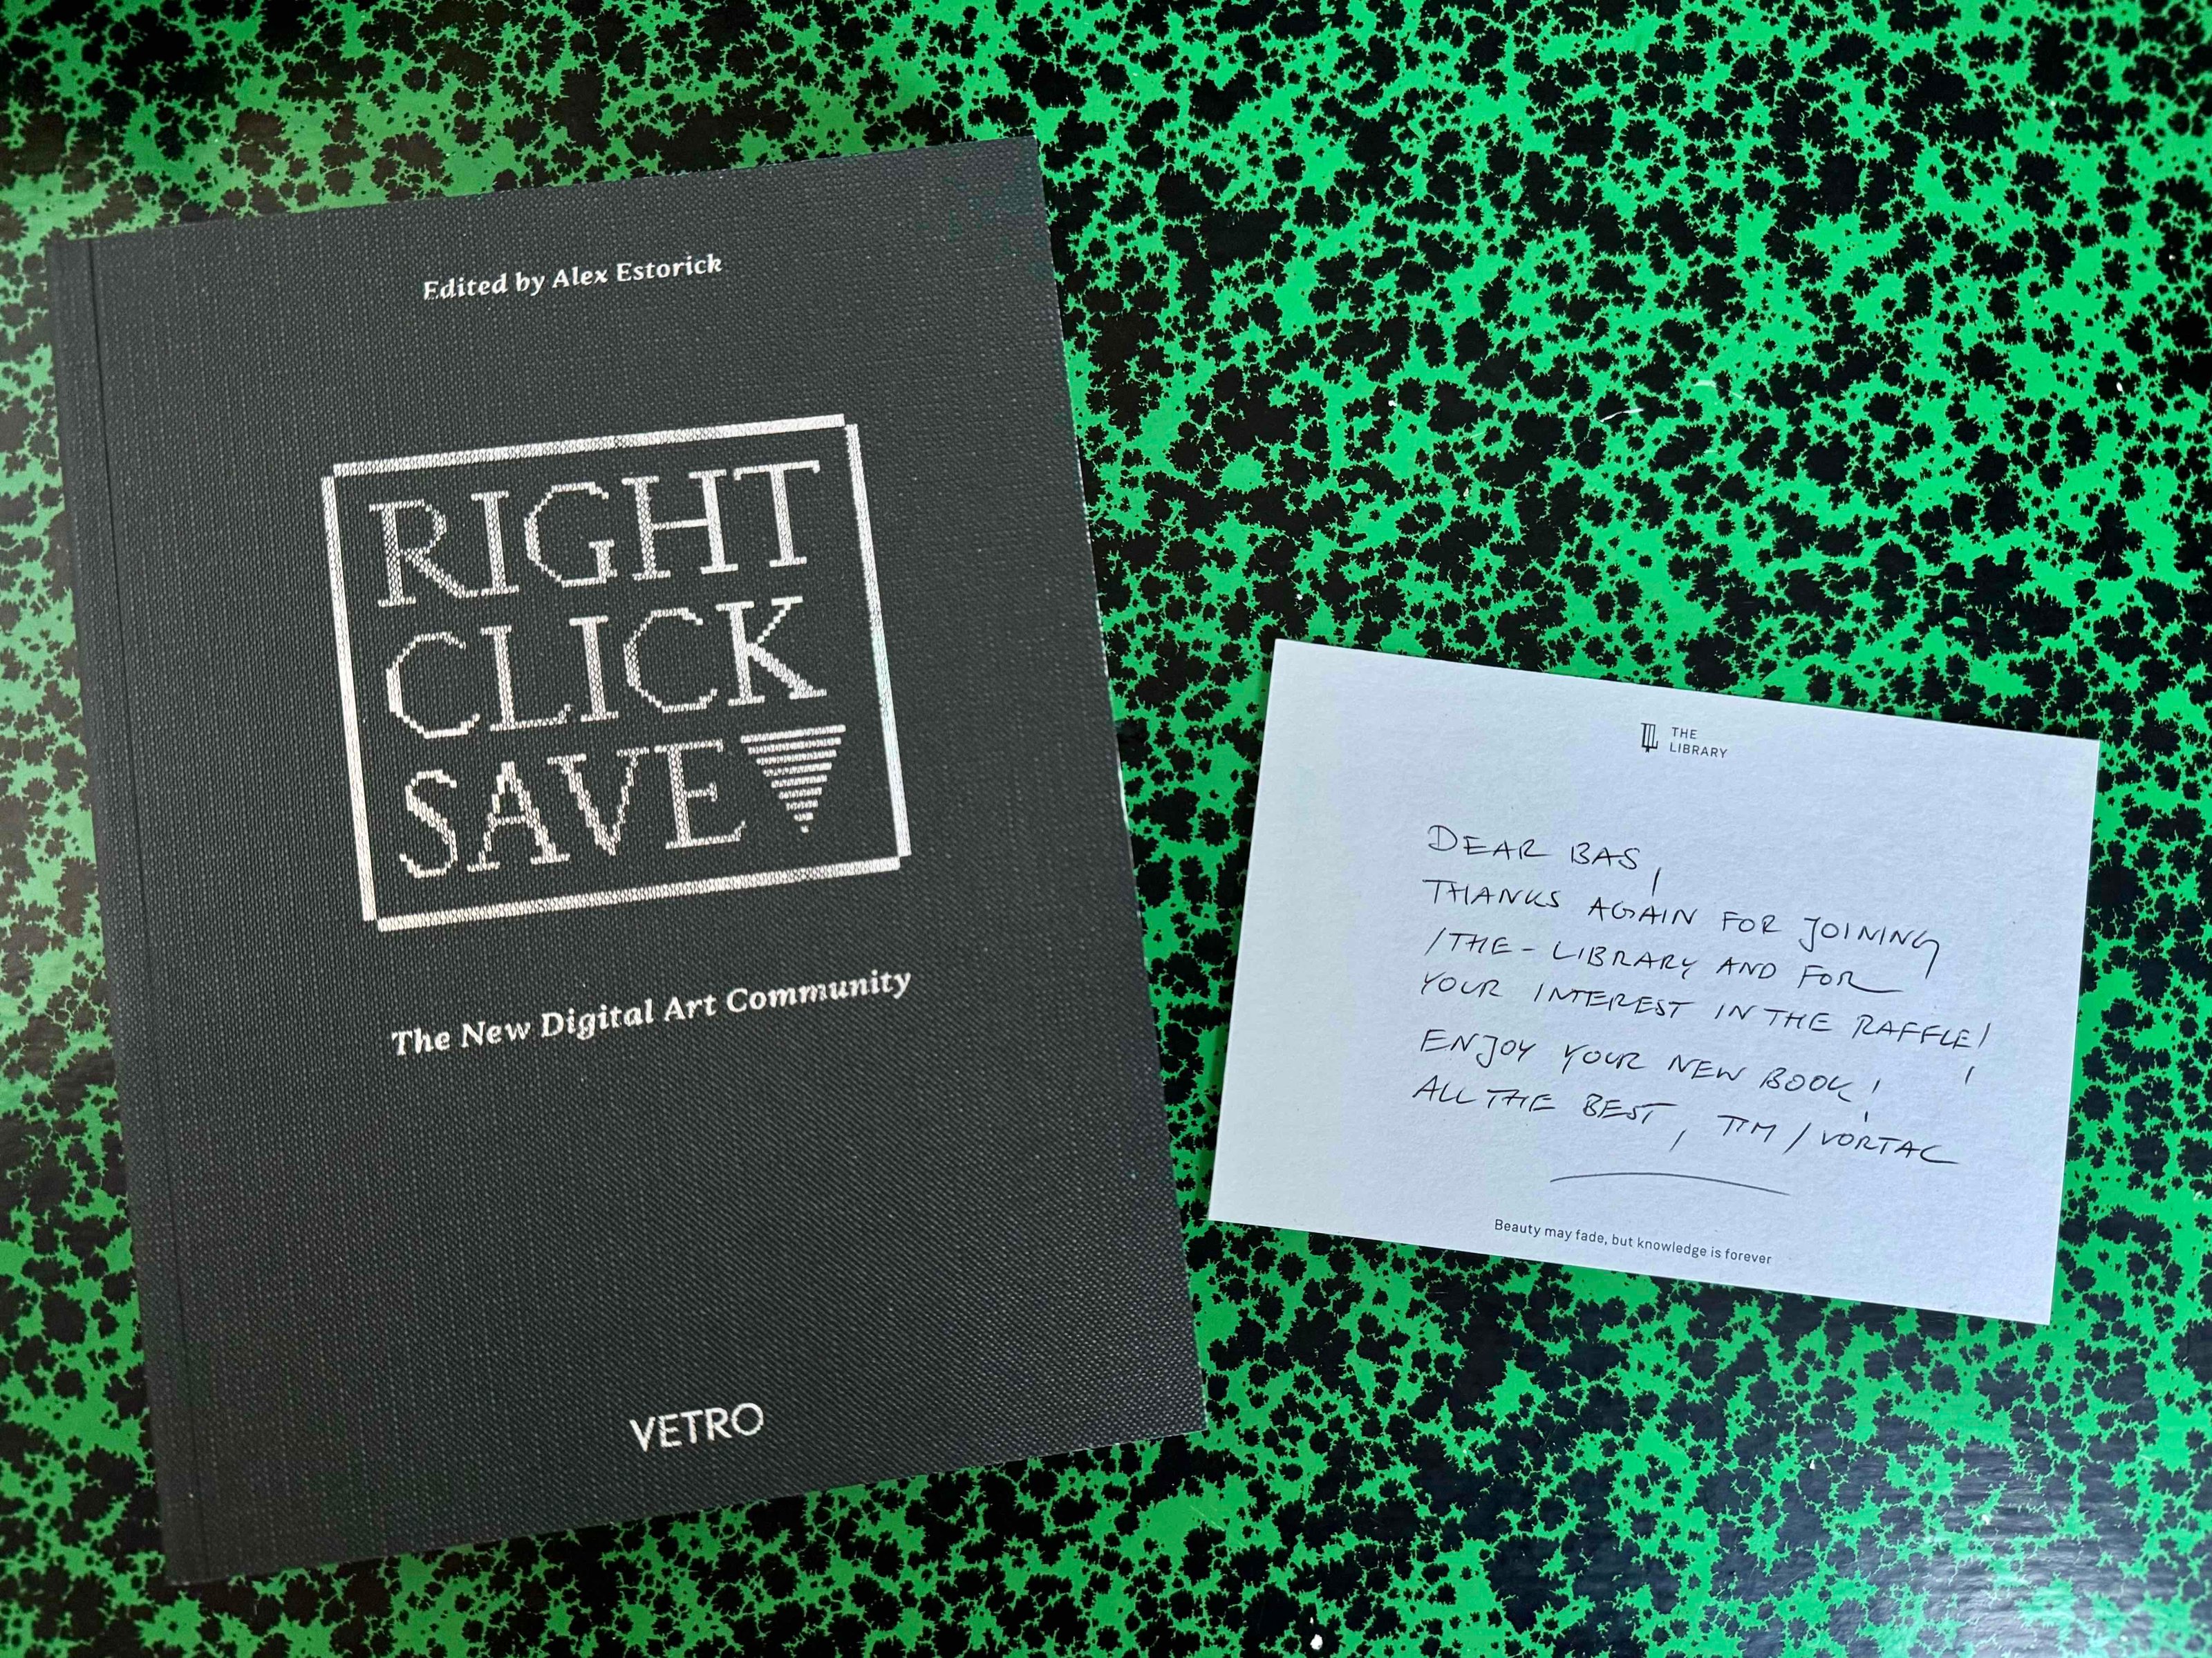 Edited by Alex Estorick
RIGHT
CLICK
SAVE
The New Digital Art Community
VETRO
THE
LIBRARY
DEAR BAS,
THANKS AGAIN FOR JOINING
/THE-LIBRARY AND FOR
YOUR INTEREST IN THE RAFFLE!
ENJOY YOUR NEW BOOK!
ALL THE BEST, TIM / VORTAC
Beauty may fade, but knowledge is forever